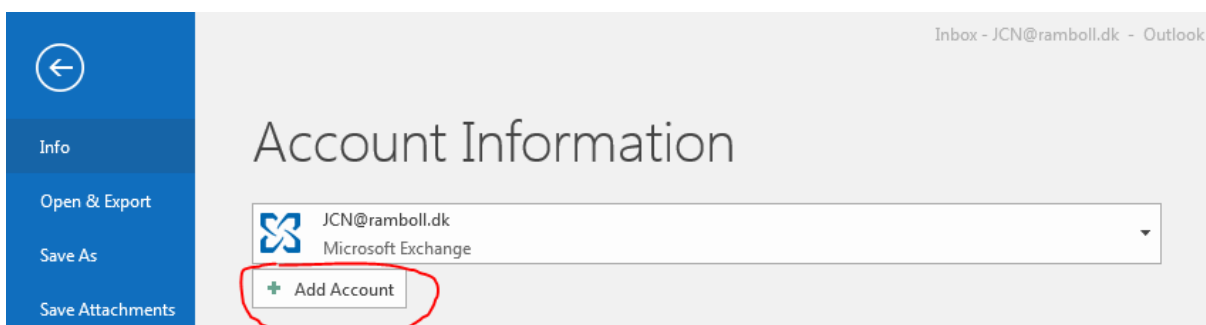 Inbox - JCN@ramboll.dk - Outlook
Info
Account Information
Open & Export
JCN@ramboll.dk
Microsoft Exchange
Save As
Add Account
Save Attachments